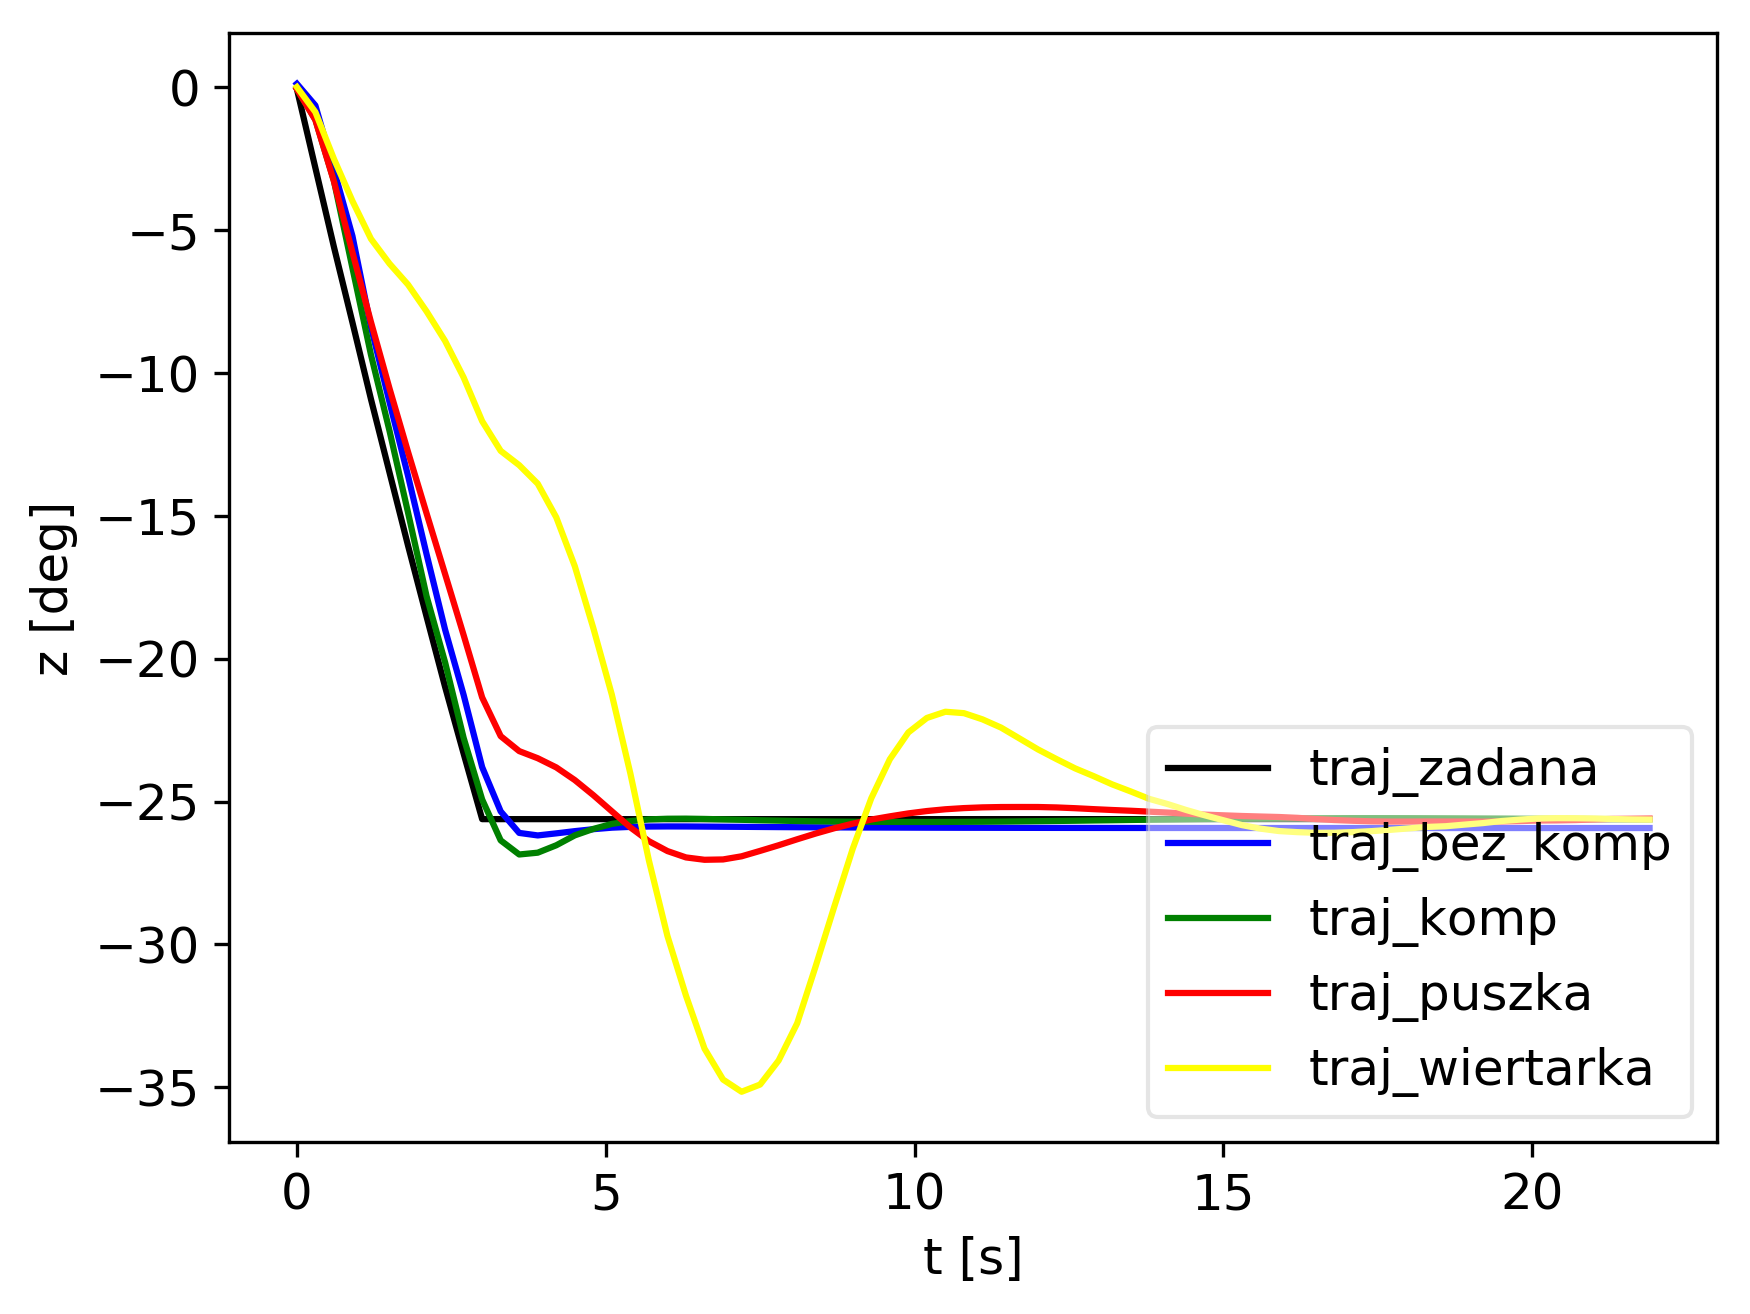 0
−5
−10
−15
−20
−25
−30
−35
z [deg]
traj_zadana
traj_bez_komp
traj_komp
traj_puszka
traj_wiertarka
0 5 10 15 20
t [s]